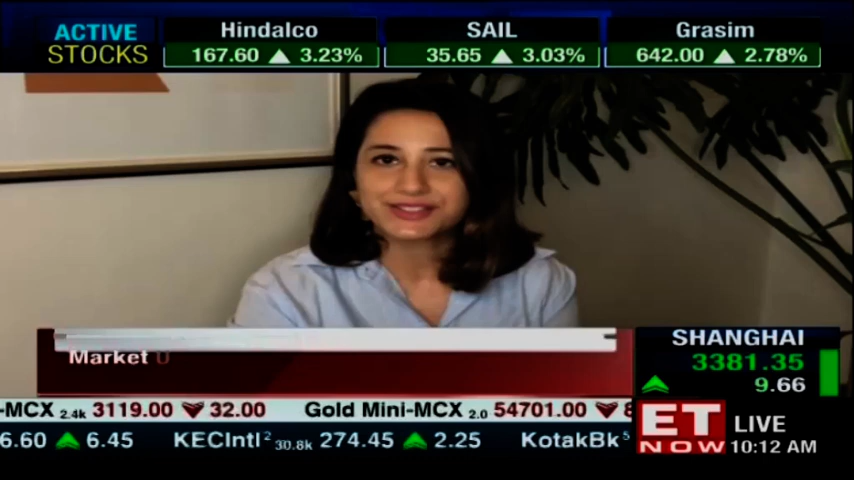 ACTIVE STOCKS
Hindalco
167.60 ▲ 3.23%
SAIL
35.65 ▲ 3.03%
Grasim
642.00 ▲ 2.78%
Market
SHANGHAI
3381.35
9.66
-MCX 2.4k 3119.00 32.00 Gold Mini-MCX 2.0 54701.00
6.60 6.45 KECIntl 2 30.8k 274.45 2.25 KotakBk 5
ET NOW
LIVE
10:12 AM